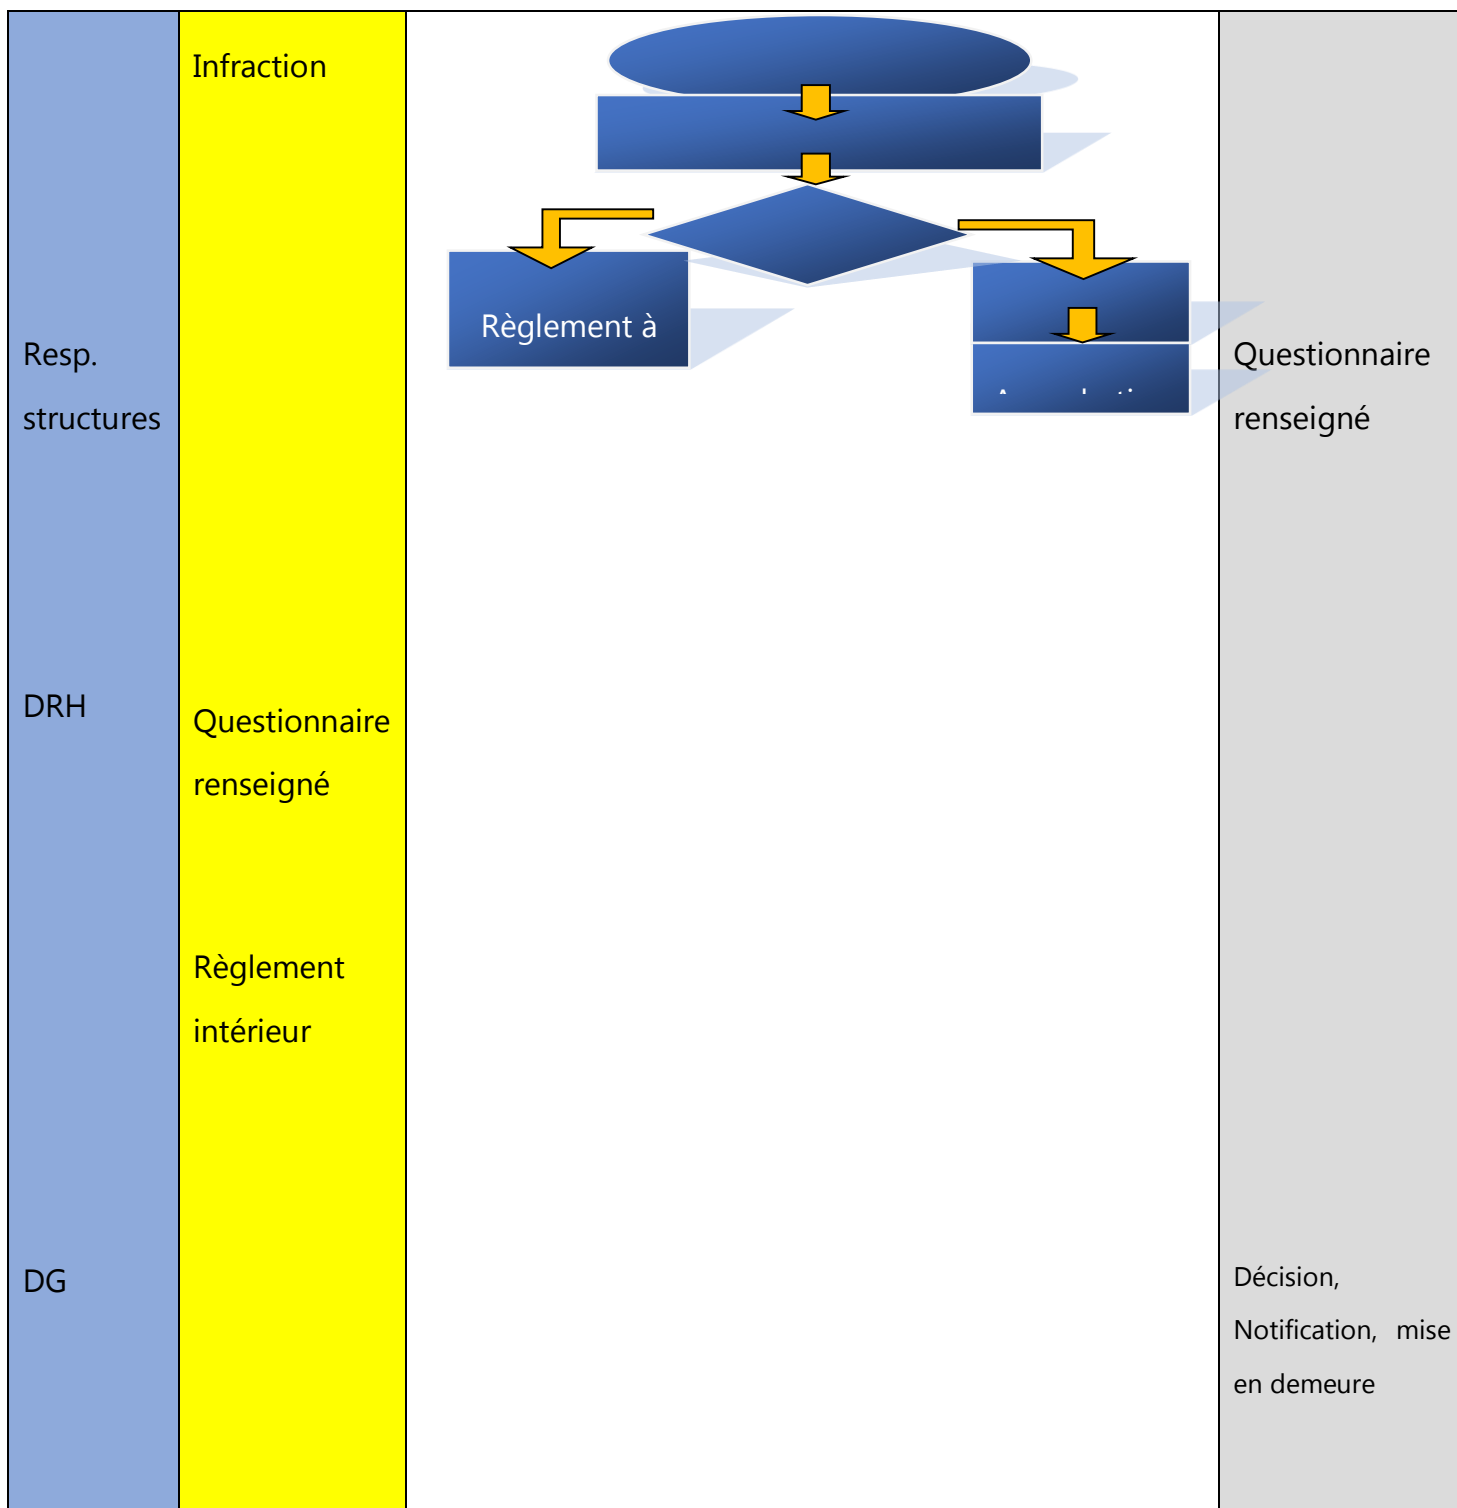 Infraction
Règlement à
Resp.
structures
Questionnaire
renseigné
DRH
Questionnaire
renseigné
Règlement
intérieur
DG
Décision,
Notification, mise
en demeure